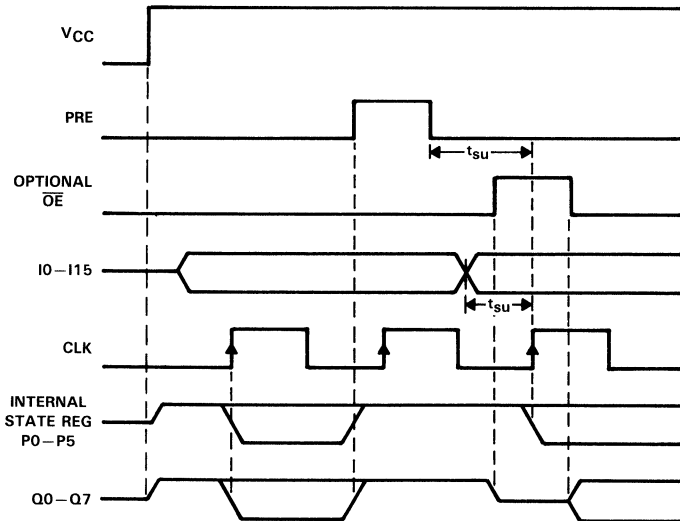 VCC
PRE
tsu
OPTIONAL
OE
I0–I15
tsu
CLK
INTERNAL
STATE REG
P0–P5
Q0–Q7